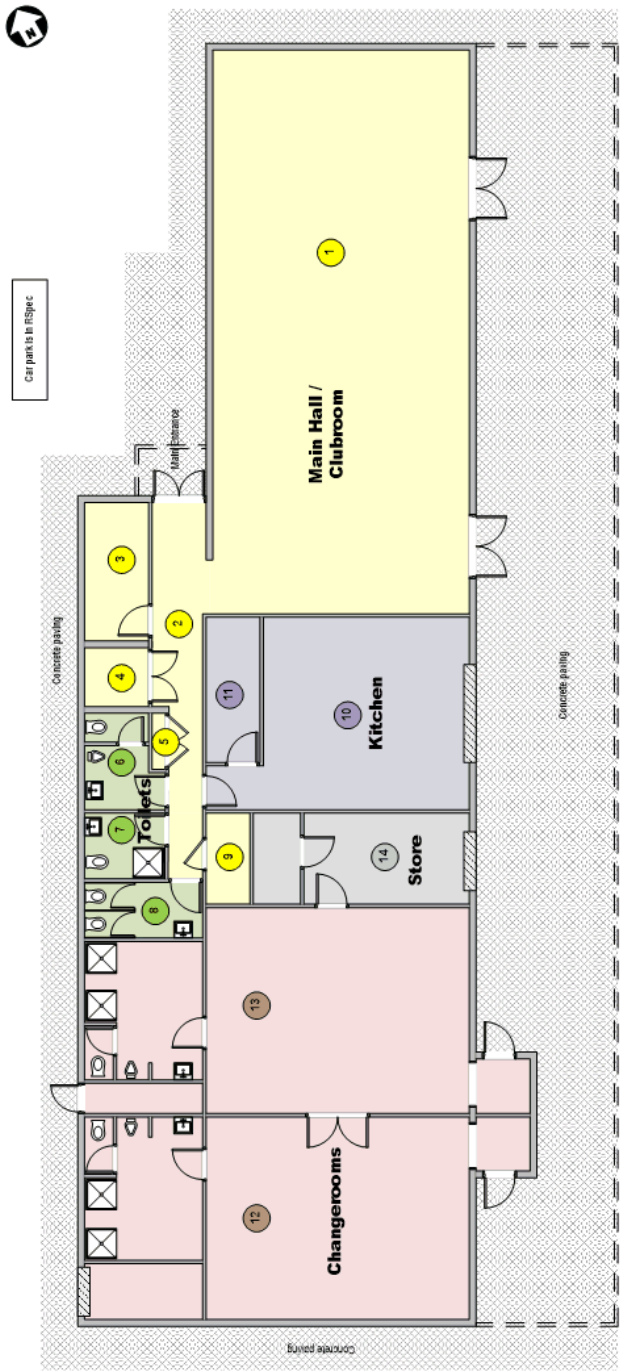 N
Car park is in RSpec
Main Entrance
Concrete paving
1
Main Hall /
Clubroom
3
2
4
11
10
Kitchen
5
6
7
Toilets
8
9
14
Store
Concrete paving
13
12
Changerooms
Concrete paving